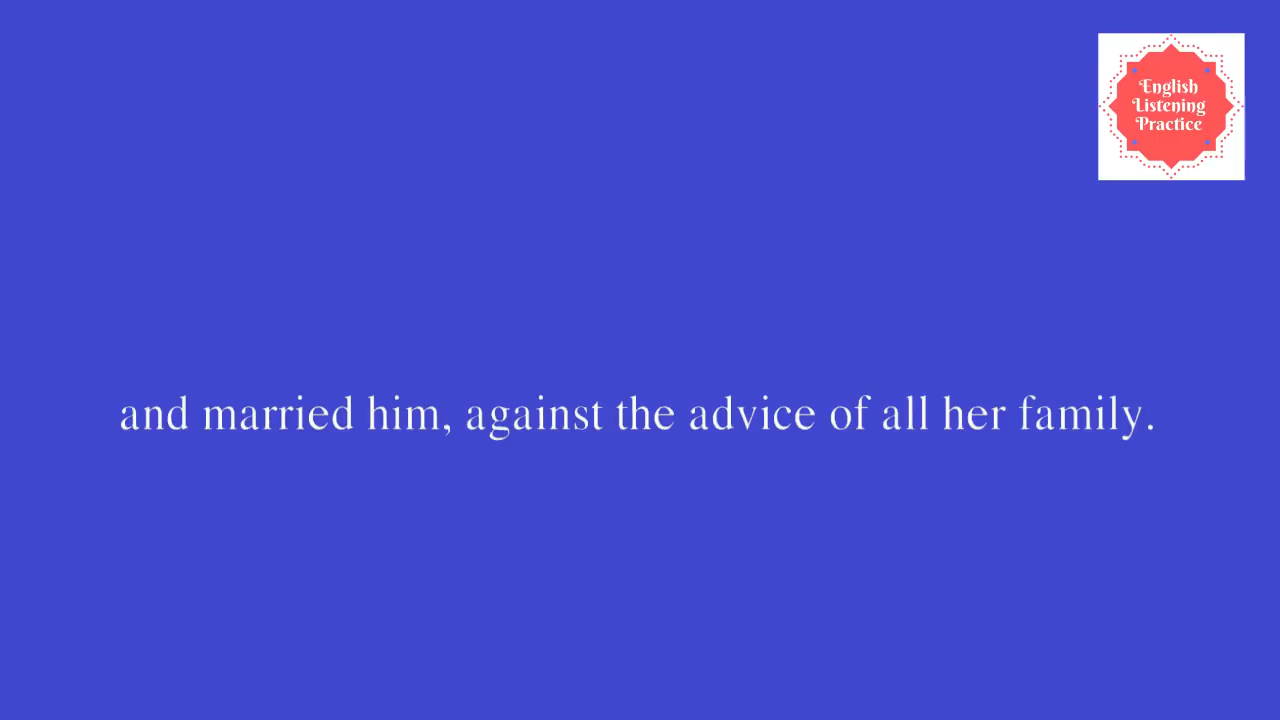 English
Listening
Practice
and married him, against the advice of all her family.